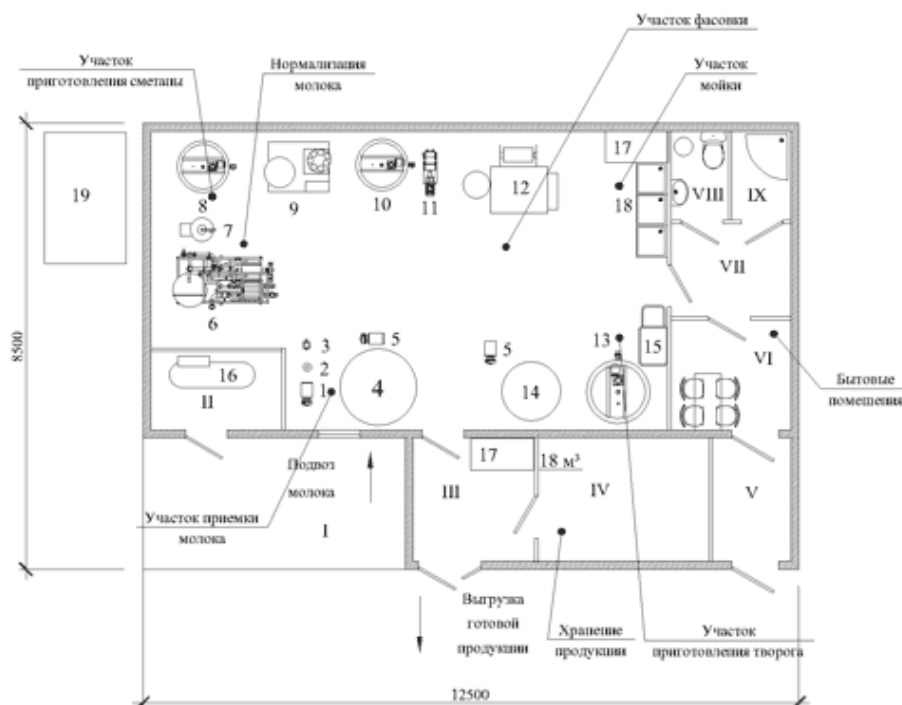 Участок фасовки
Участок
приготовления сметаны
Нормализация
молока
Участок
мойки
19
8
9
10
11
12
17
18
VIII
IX
7
VII
6
3
5
5
13
15
VI
2
16
1
4
14
II
Бытовые
помещения
Подвоз
молока
17
18 м³
III
IV
V
Участок приемки
молока
I
Выгрузка
готовой
продукции
Хранение
продукции
Участок
приготовления творога
8500
12500